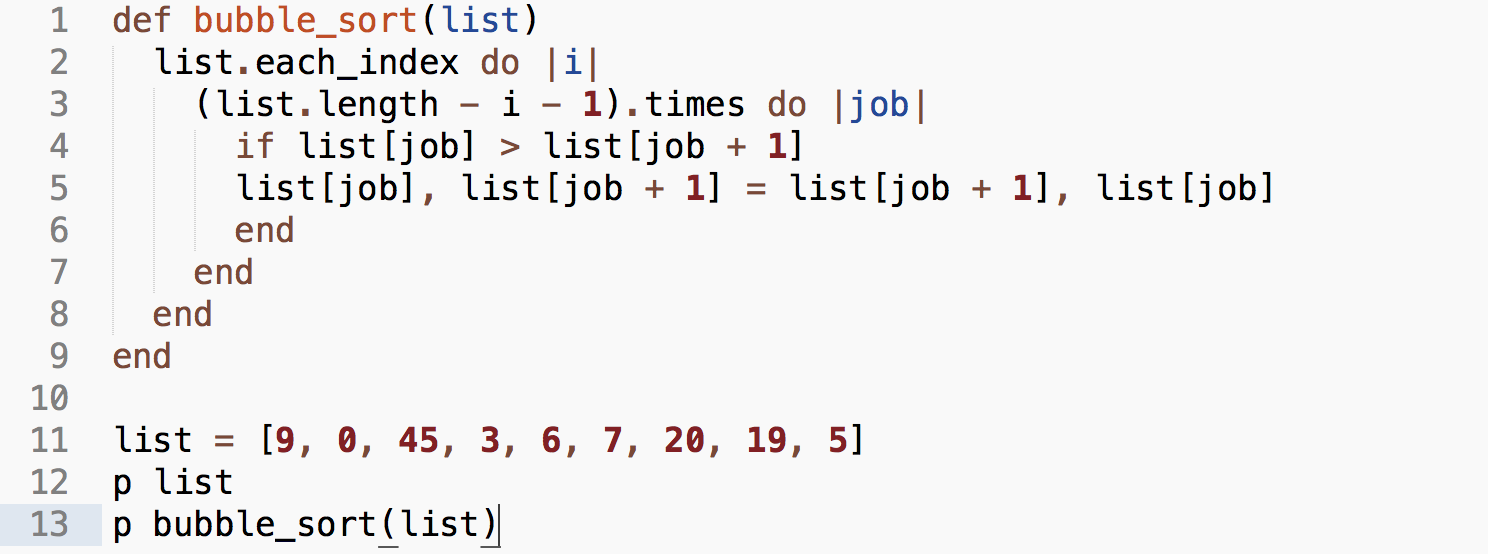 1 def bubble_sort(list)
2   list.each_index do |i|
3     (list.length - i - 1).times do |job|
4       if list[job] > list[job + 1]
5       list[job], list[job + 1] = list[job + 1], list[job]
6       end
7     end
8   end
9 end
10
11 list = [9, 0, 45, 3, 6, 7, 20, 19, 5]
12 p list
13 p bubble_sort(list)